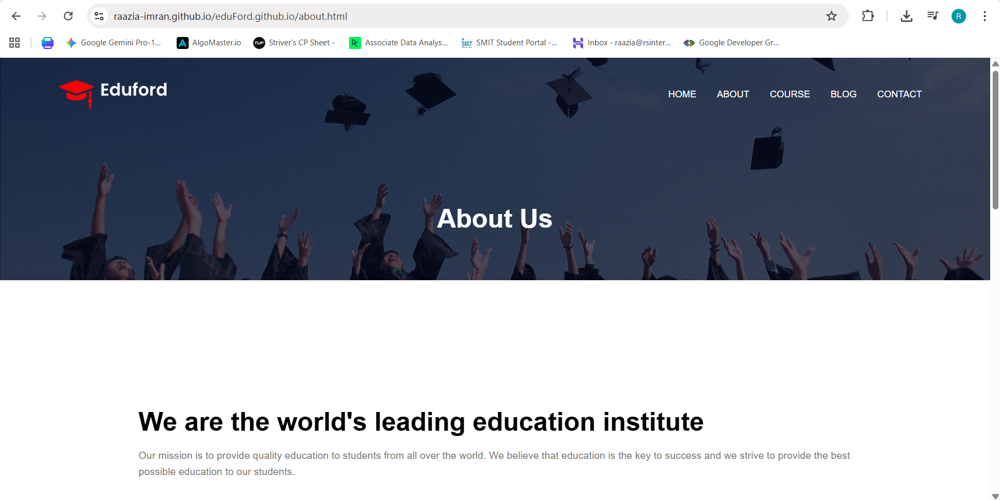 raazia-imran.github.io/eduFord.github.io/about.html
R
Google Gemini Pro-1...
AlgoMaster.io
TUF
Striver's CP Sheet -
Associate Data Analys...
SMIT
SMIT Student Portal -...
Inbox - raazia@rsinter...
Google Developer Gr...
Eduford
HOME ABOUT COURSE BLOG CONTACT
About Us
We are the world's leading education institute
Our mission is to provide quality education to students from all over the world. We believe that education is the key to success and we strive to provide the best
possible education to our students.